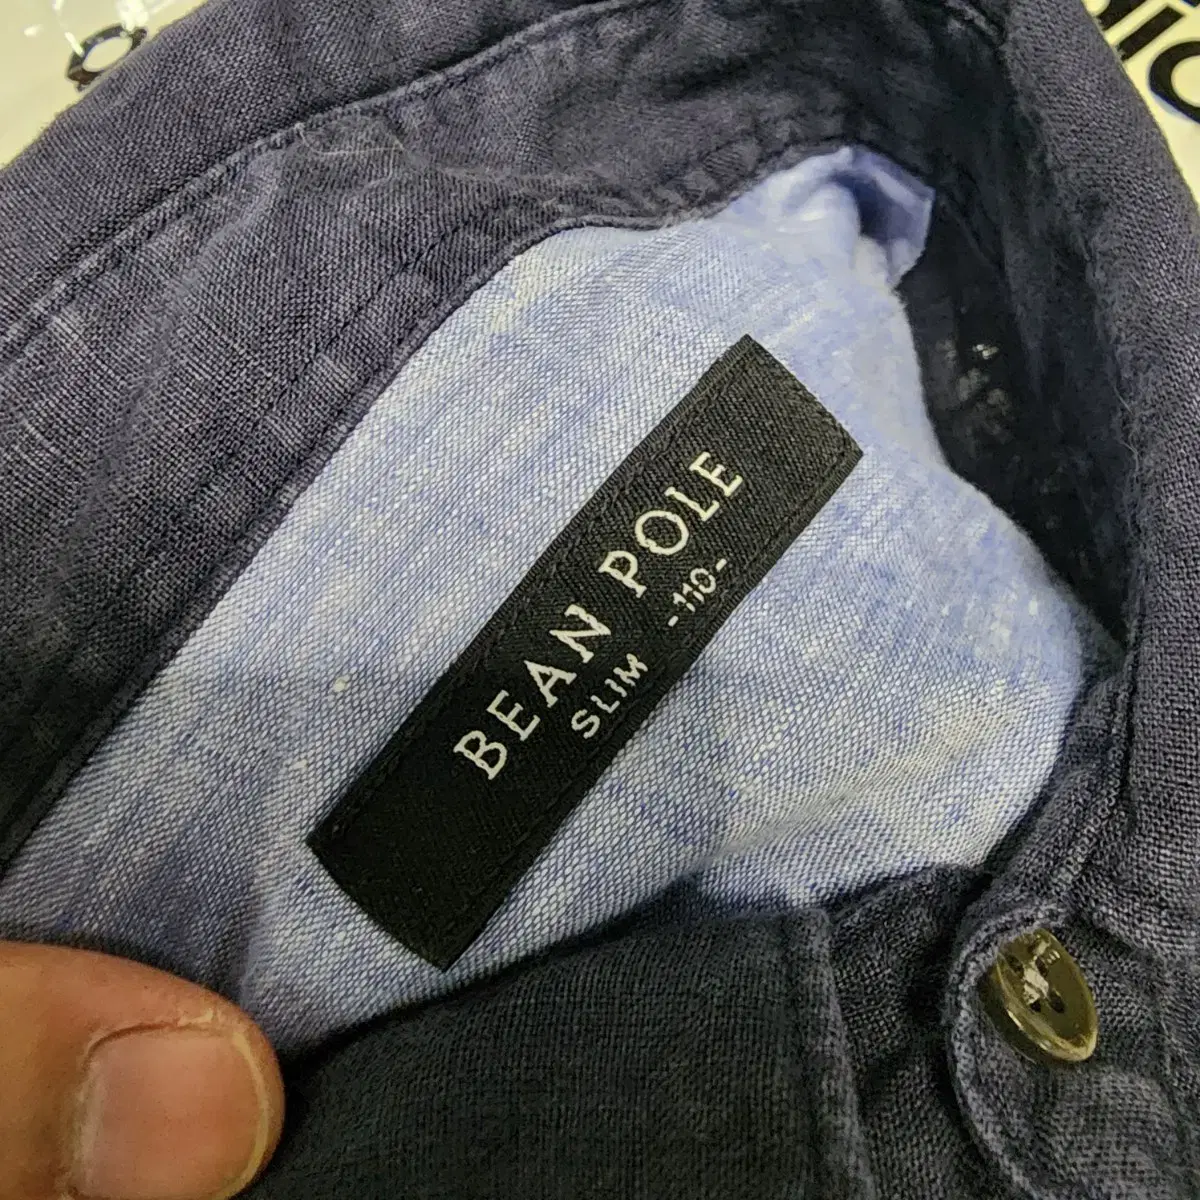 BEAN POLE
SLIM -110-